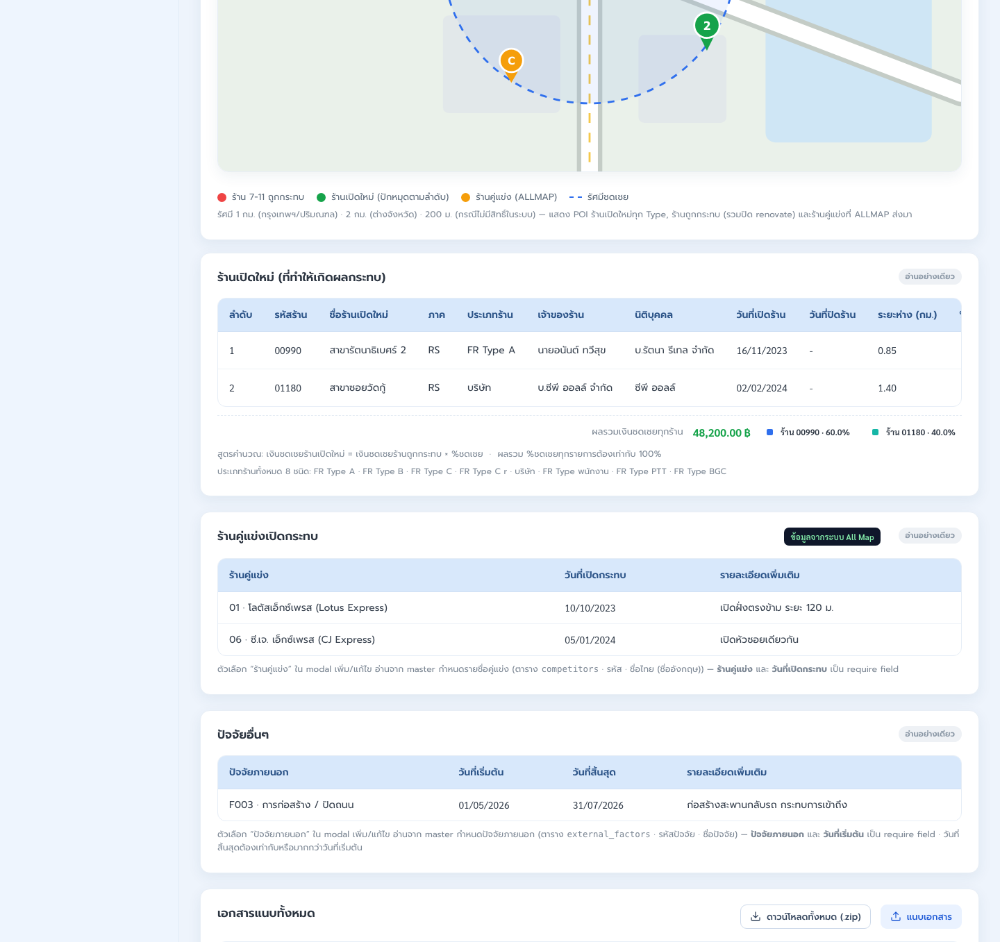 2
C
ร้าน 7-11 ถูกกระทบ ร้านเปิดใหม่ (ปักหมุดตามลำดับ) ร้านคู่แข่ง (ALLMAP) รัศมีชดเชย
รัศมี 1 กม. (กรุงเทพฯ/ปริมณฑล) · 2 กม. (ต่างจังหวัด) · 200 ม. (กรณีไม่มีสิทธิ์ในระบบ) — แสดง POI ร้านเปิดใหม่ทุก Type, ร้านถูกกระทบ (รวมปิด renovate) และร้านคู่แข่งที่ ALLMAP ส่งมา
ร้านเปิดใหม่ (ที่ทำให้เกิดผลกระทบ) อ่านอย่างเดียว
ลำดับ รหัสร้าน ชื่อร้านเปิดใหม่ ภาค ประเภทร้าน เจ้าของร้าน นิติบุคคล วันที่เปิดร้าน วันที่ปิดร้าน ระยะห่าง (กม.)
1 00990 สาขารัตนาธิเบศร์ 2 RS FR Type A นายอนันต์ ทวีสุข บ.รัตนา รีเทล จำกัด 16/11/2023 - 0.85
2 01180 สาขาซอยวัดกู้ RS บริษัท บ.ซีพี ออลล์ จำกัด ซีพี ออลล์ 02/02/2024 - 1.40
ผลรวมเงินชดเชยทุกร้าน 48,200.00 ฿ ร้าน 00990 · 60.0% ร้าน 01180 · 40.0%
สูตรคำนวณ: เงินชดเชยร้านเปิดใหม่ = เงินชดเชยร้านถูกกระทบ × %ชดเชย · ผลรวม %ชดเชยทุกรายการต้องเท่ากับ 100%
ประเภทร้านทั้งหมด 8 ชนิด: FR Type A · FR Type B · FR Type C · FR Type C r · บริษัท · FR Type พนักงาน · FR Type PTT · FR Type BGC
ร้านคู่แข่งเปิดกระทบ ข้อมูลจากระบบ All Map อ่านอย่างเดียว
ร้านคู่แข่ง วันที่เปิดกระทบ รายละเอียดเพิ่มเติม
01 · โลตัสเอ็กซ์เพรส (Lotus Express) 10/10/2023 เปิดฝั่งตรงข้าม ระยะ 120 ม.
06 · ซี.เจ. เอ็กซ์เพรส (CJ Express) 05/01/2024 เปิดหัวซอยเดียวกัน
ตัวเลือก "ร้านคู่แข่ง" ใน modal เพิ่ม/แก้ไข อ่านจาก master กำหนดรายชื่อคู่แข่ง (ตาราง competitors · รหัส · ชื่อไทย (ชื่ออังกฤษ)) — ร้านคู่แข่ง และ วันที่เปิดกระทบ เป็น require field
ปัจจัยอื่นๆ อ่านอย่างเดียว
ปัจจัยภายนอก วันที่เริ่มต้น วันที่สิ้นสุด รายละเอียดเพิ่มเติม
F003 · การก่อสร้าง / ปิดถนน 01/05/2026 31/07/2026 ก่อสร้างสะพานกลับรถ กระทบการเข้าถึง
ตัวเลือก "ปัจจัยภายนอก" ใน modal เพิ่ม/แก้ไข อ่านจาก master กำหนดปัจจัยภายนอก (ตาราง external_factors · รหัสปัจจัย · ชื่อปัจจัย) — ปัจจัยภายนอก และ วันที่เริ่มต้น เป็น require field · วันที่
สิ้นสุดต้องเท่ากับหรือมากกว่าวันที่เริ่มต้น
เอกสารแนบทั้งหมด ดาวน์โหลดทั้งหมด (.zip) แนบเอกสาร